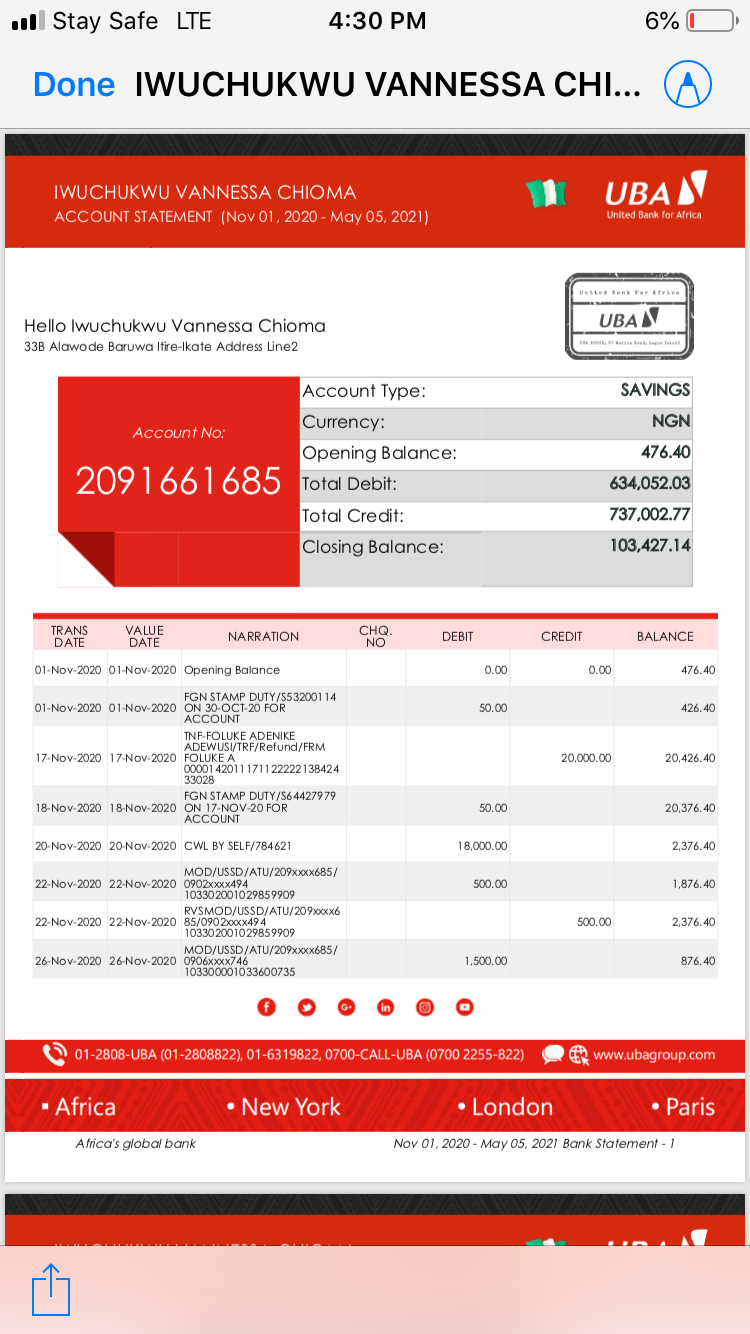 Stay Safe LTE 4:30 PM 6%
Done IWUCHUKWU VANNESSA CHI...
IWUCHUKWU VANNESSA CHIOMA
ACCOUNT STATEMENT (Nov 01, 2020 - May 05, 2021)
UBA
United Bank for Africa
United Bank For Africa
UBA
UBA HOUSE, 57 Marina Road, Lagos Island
Hello Iwuchukwu Vannessa Chioma
33B Alawode Baruwa Itire-Ikate Address Line2
Account No:
2091661685
Account Type: SAVINGS
Currency: NGN
Opening Balance: 476.40
Total Debit: 634,052.03
Total Credit: 737,002.77
Closing Balance: 103,427.14
TRANS DATE VALUE DATE NARRATION CHQ. NO DEBIT CREDIT BALANCE
01-Nov-2020 01-Nov-2020 Opening Balance 0.00 0.00 476.40
01-Nov-2020 01-Nov-2020 FGN STAMP DUTY/S53200114
ON 30-OCT-20 FOR
ACCOUNT 50.00 426.40
17-Nov-2020 17-Nov-2020 TNF-FOLUKE ADENIKE
ADEWUSI/TRF/Refund/FRM
FOLUKE A
000014201117112222213842​4
33028 20,000.00 20,426.40
18-Nov-2020 18-Nov-2020 FGN STAMP DUTY/S64427979
ON 17-NOV-20 FOR
ACCOUNT 50.00 20,376.40
20-Nov-2020 20-Nov-2020 CWL BY SELF/784621 18,000.00 2,376.40
22-Nov-2020 22-Nov-2020 MOD/USSD/ATU/209xxxx685/
0902xxxx494
103302001029859909 500.00 1,876.40
22-Nov-2020 22-Nov-2020 RVSMOD/USSD/ATU/209xxxx6
85/0902xxxx494
103302001029859909 500.00 2,376.40
26-Nov-2020 26-Nov-2020 MOD/USSD/ATU/209xxxx685/
0906xxxx746
103300001033600735 1,500.00 876.40
01-2808-UBA (01-2808822), 01-6319822, 0700-CALL-UBA (0700 2255-822) www.ubagroup.com
▪ Africa • New York • London • Paris
Africa's global bank Nov 01, 2020 - May 05, 2021 Bank Statement - 1